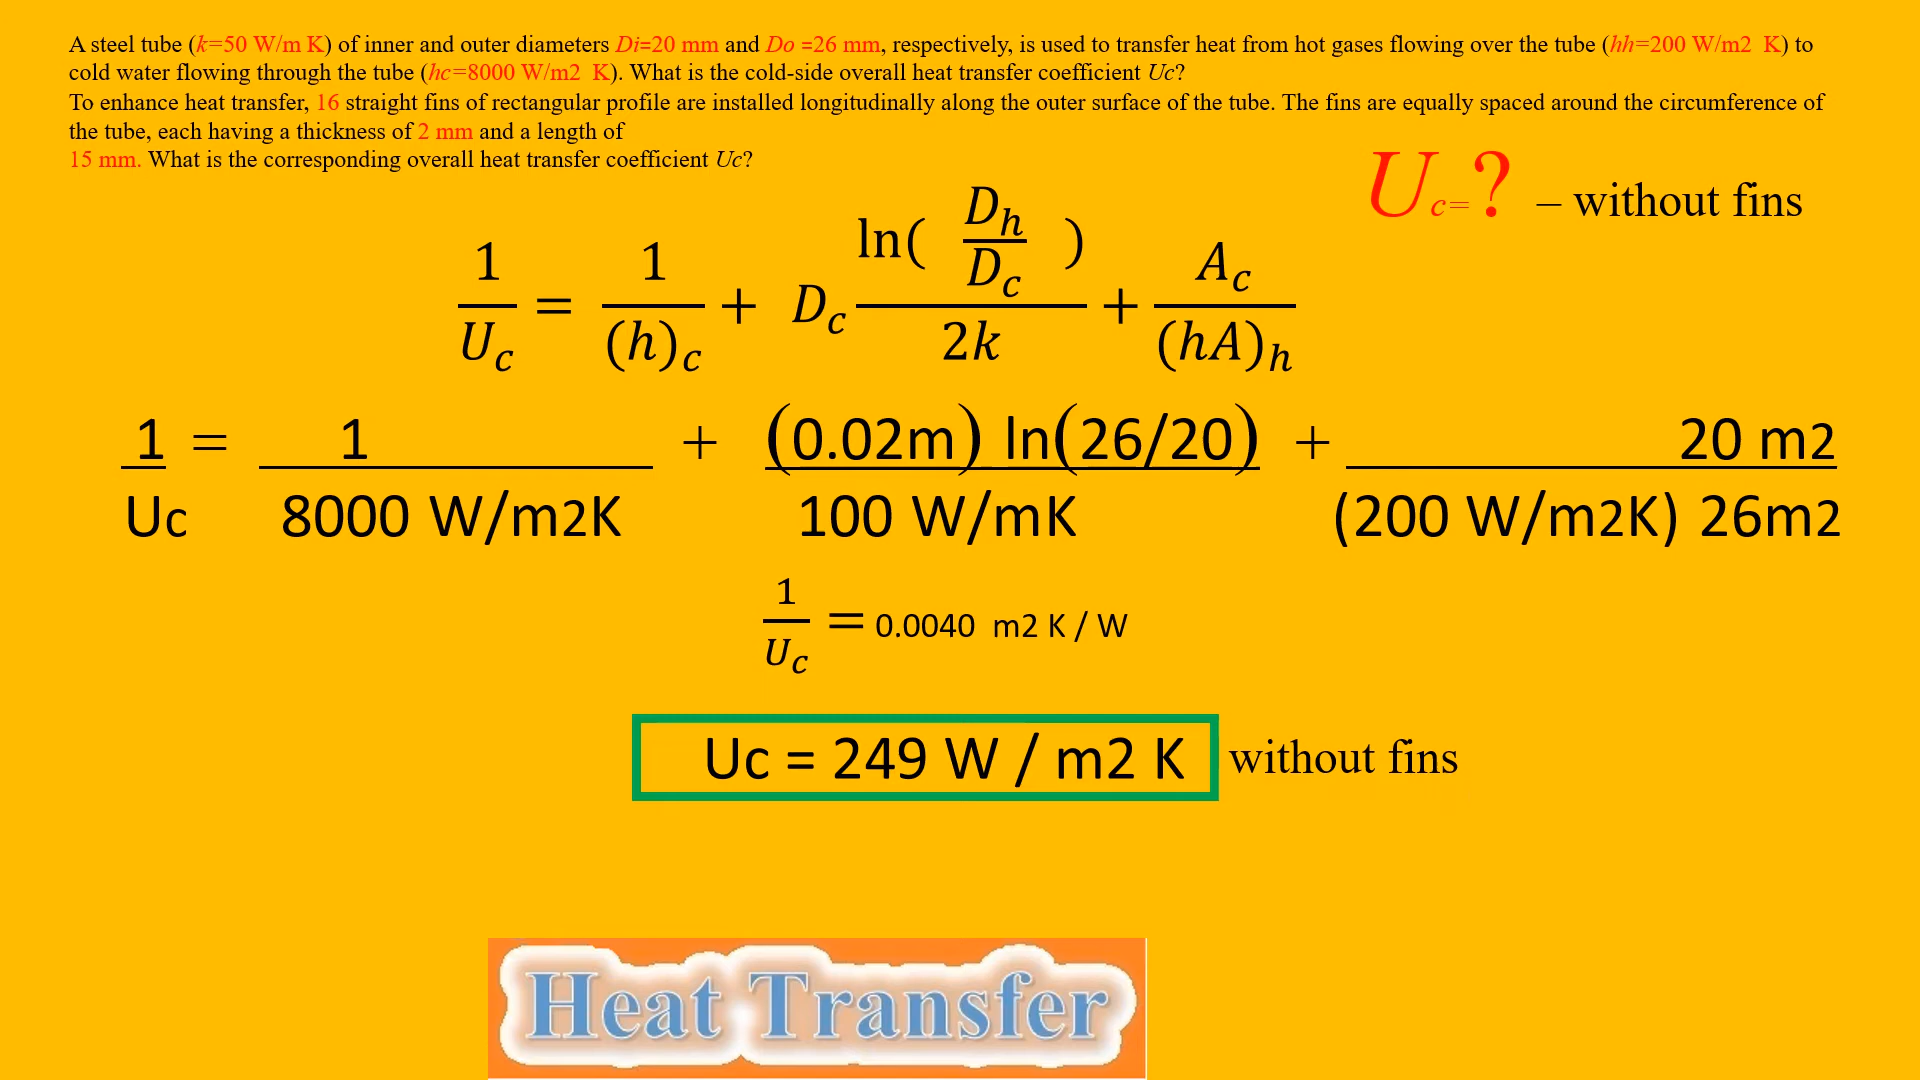 A steel tube (k=50 W/m K) of inner and outer diameters Di=20 mm and Do =26 mm, respectively, is used to transfer heat from hot gases flowing over the tube (hh=200 W/m2 K) to
cold water flowing through the tube (hc=8000 W/m2 K). What is the cold-side overall heat transfer coefficient Uc?
To enhance heat transfer, 16 straight fins of rectangular profile are installed longitudinally along the outer surface of the tube. The fins are equally spaced around the circumference of
the tube, each having a thickness of 2 mm and a length of
15 mm. What is the corresponding overall heat transfer coefficient Uc?
Uc=? – without fins
1/Uc = 1/(h)c + Dc ln( Dh/Dc )/2k + Ac/(hA)h
1 = 1 + (0.02m) ln(26/20) + 20 m2
Uc 8000 W/m2K 100 W/mK (200 W/m2K) 26m2
1/Uc = 0.0040 m2 K / W
Uc = 249 W / m2 K without fins
Heat Transfer